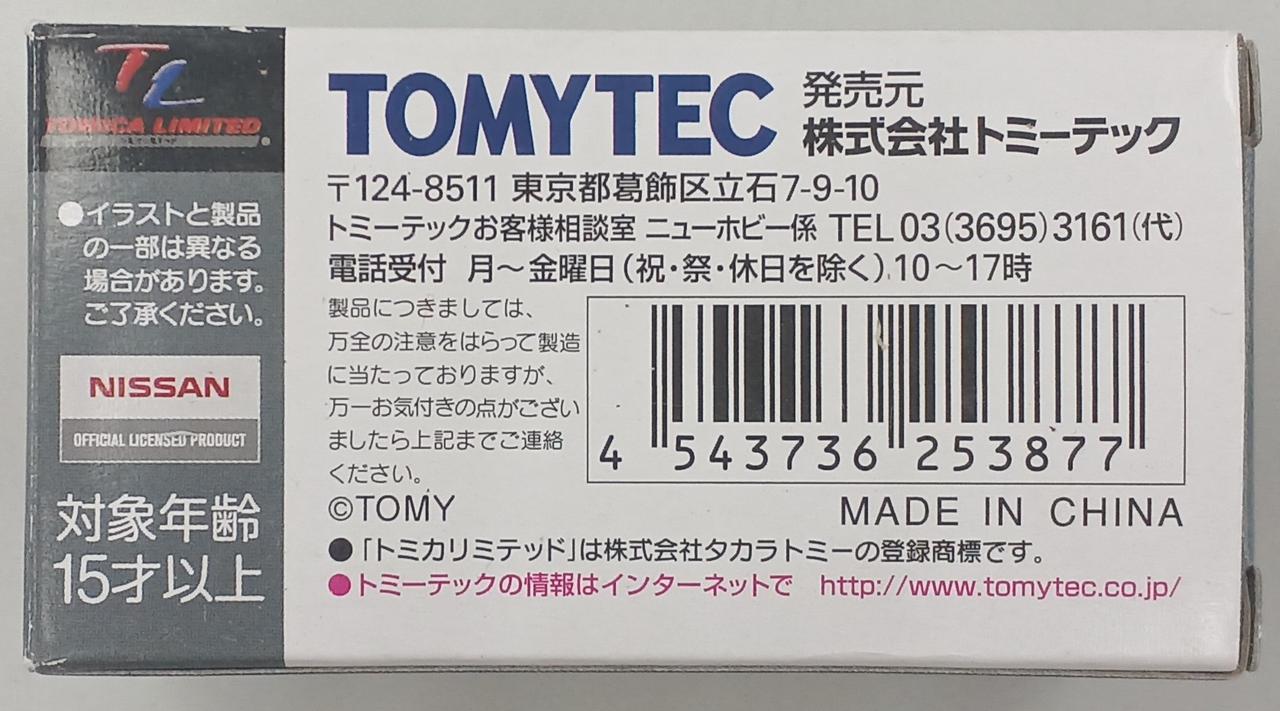 TOMICA LIMITED
●イラストと製品
の一部は異なる
場合があります。
ご了承ください。
NISSAN
OFFICIAL LICENSED PRODUCT
対象年齢
15才以上
TOMYTEC
発売元
株式会社トミーテック
〒124-8511 東京都葛飾区立石7-9-10
トミーテックお客様相談室 ニューホビー係 TEL 03(3695)3161(代)
電話受付 月〜金曜日(祝・祭・休日を除く)10〜17時
製品につきましては、
万全の注意をはらって製造
に当たっておりますが、
万一お気付きの点がござい
ましたら上記までご連絡
ください。
4 543736 253877
©TOMY
MADE IN CHINA
●「トミカリミテッド」は株式会社タカラトミーの登録商標です。
●トミーテックの情報はインターネットで http://www.tomytec.co.jp/